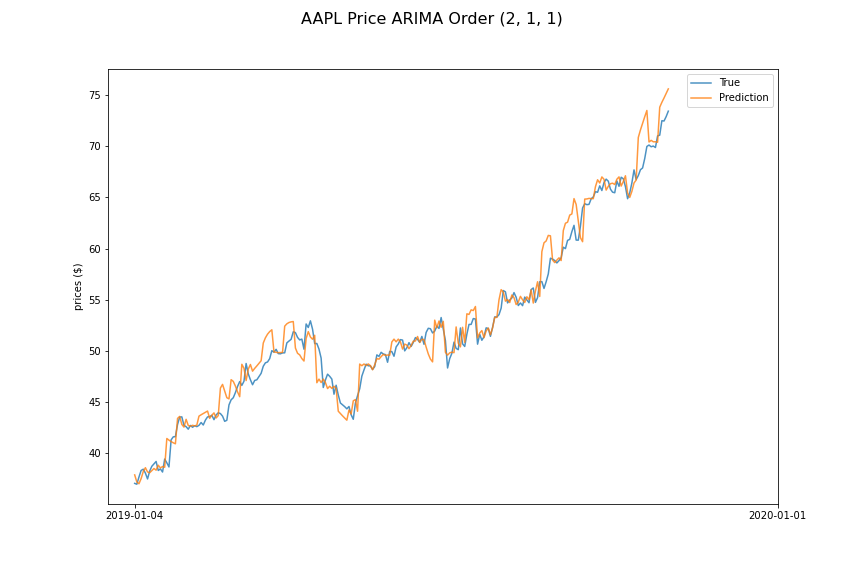 AAPL Price ARIMA Order (2, 1, 1)
True
Prediction
75
70
65
60
55
50
45
40
prices ($)
2019-01-04
2020-01-01